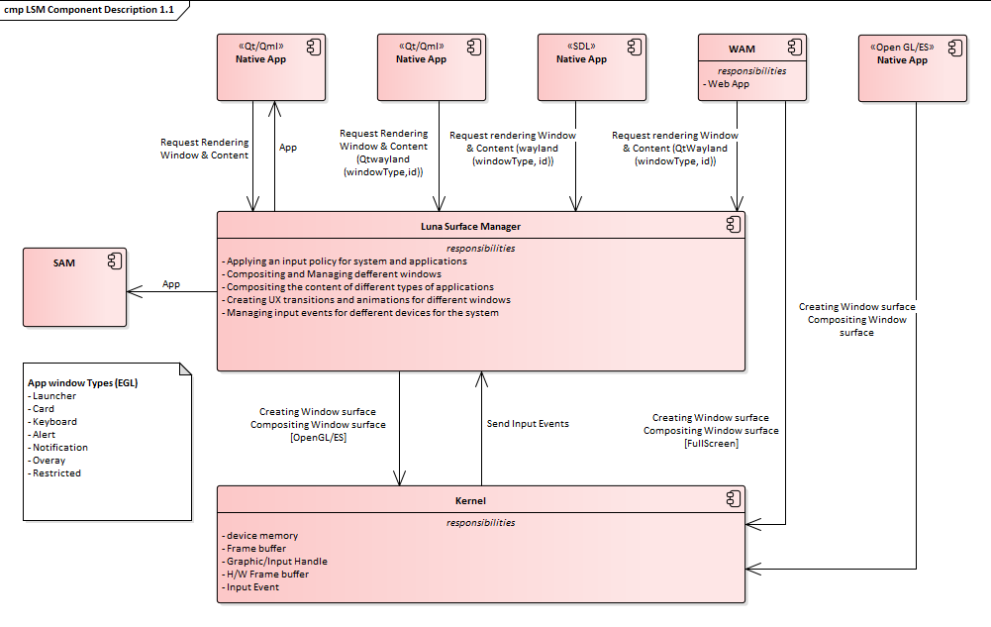 cmp LSM Component Description 1.1
«Qt/Qml»
Native App
«Qt/Qml»
Native App
«SDL»
Native App
WAM
responsibilities
- Web App
«Open GL/ES»
Native App
Request Rendering
Window & Content
App
Request Rendering
Window & Content
(Qtwayland
(windowType,id))
Request rendering Window
& Content (wayland
(windowType, id))
Request rendering Window
& Content (QtWayland
(windowType, id))
Luna Surface Manager
responsibilities
- Applying an input policy for system and applications
- Compositing and Managing defferent windows
- Compositing the content of different types of applications
- Creating UX transitions and animations for different windows
- Managing input events for defferent devices for the system
SAM
App
Creating Window surface
Compositing Window
surface
App window Types (EGL)
- Launcher
- Card
- Keyboard
- Alert
- Notification
- Overay
- Restricted
Creating Window surface
Compositing Window surface
[OpenGL/ES]
Send Input Events
Creating Window surface
Compositing Window surface
[FullScreen]
Kernel
responsibilities
- device memory
- Frame buffer
- Graphic/Input Handle
- H/W Frame buffer
- Input Event